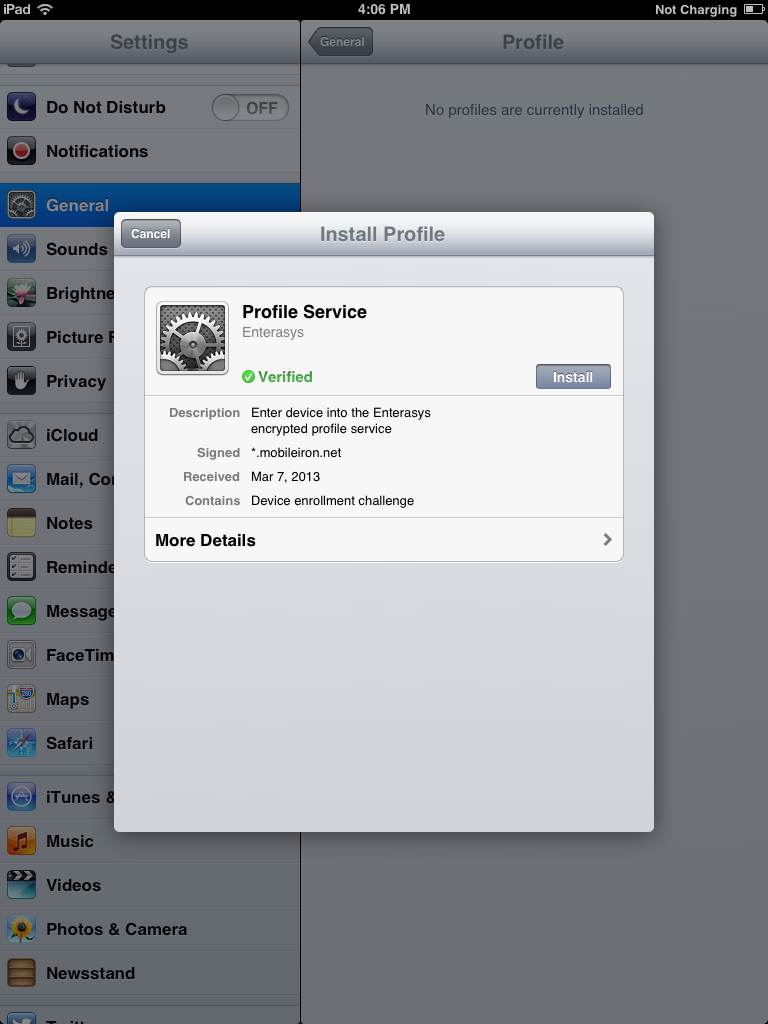 iPad
4:06 PM
Not Charging
Settings
General
Profile
Do Not Disturb
OFF
No profiles are currently installed
Notifications
General
Sounds
Brightne
Picture F
Privacy
iCloud
Mail, Co
Notes
Reminde
Message
FaceTim
Maps
Safari
iTunes &
Music
Videos
Photos & Camera
Newsstand
Cancel
Install Profile
Profile Service
Enterasys
Verified
Install
Description Enter device into the Enterasys
encrypted profile service
Signed *.mobileiron.net
Received Mar 7, 2013
Contains Device enrollment challenge
More Details